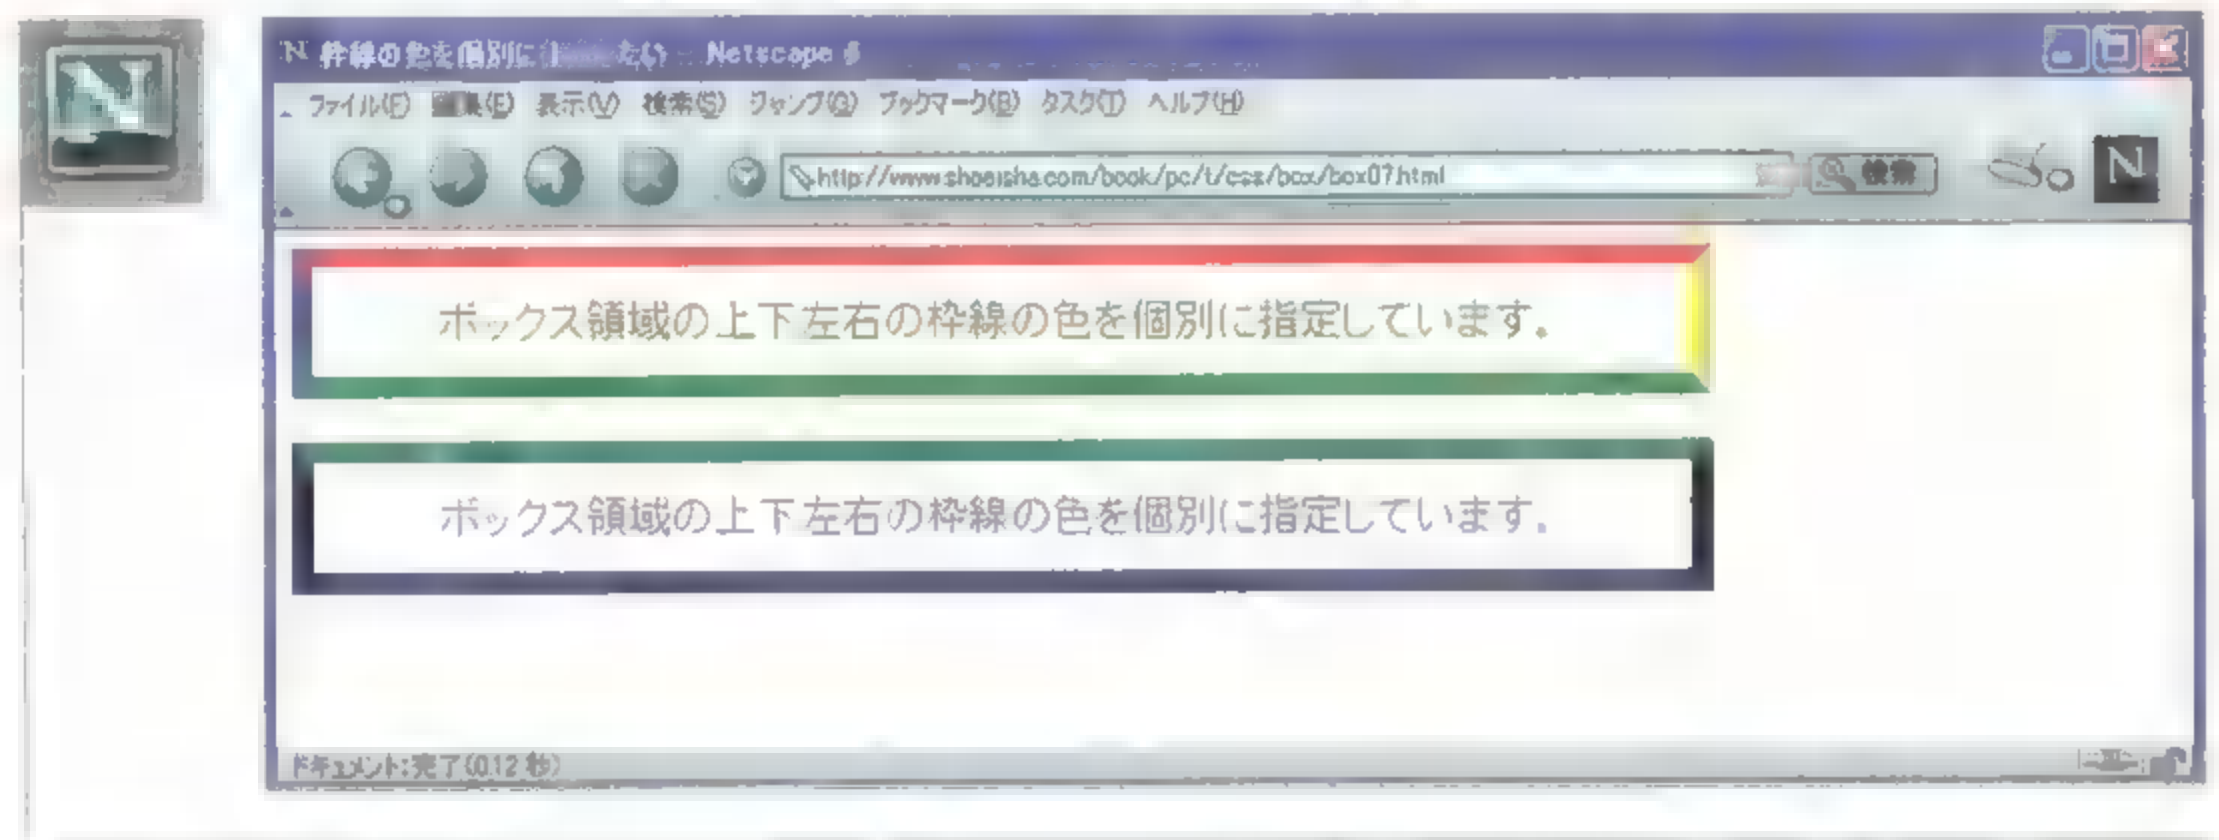 N 枠線の色を個別に たい Netscape 6
ファイル(F) 編集(E) 表示(V) 検索(S) ジャンプ(G) ブックマーク(B) タスク(T) ヘルプ(H)
http://www.shoeisha.com/book/pc/t/css/box/box07.html 検索 N
ボックス領域の上下左右の枠線の色を個別に指定しています。
ボックス領域の上下左右の枠線の色を個別に指定しています。
ドキュメント:完了(0.12 秒)